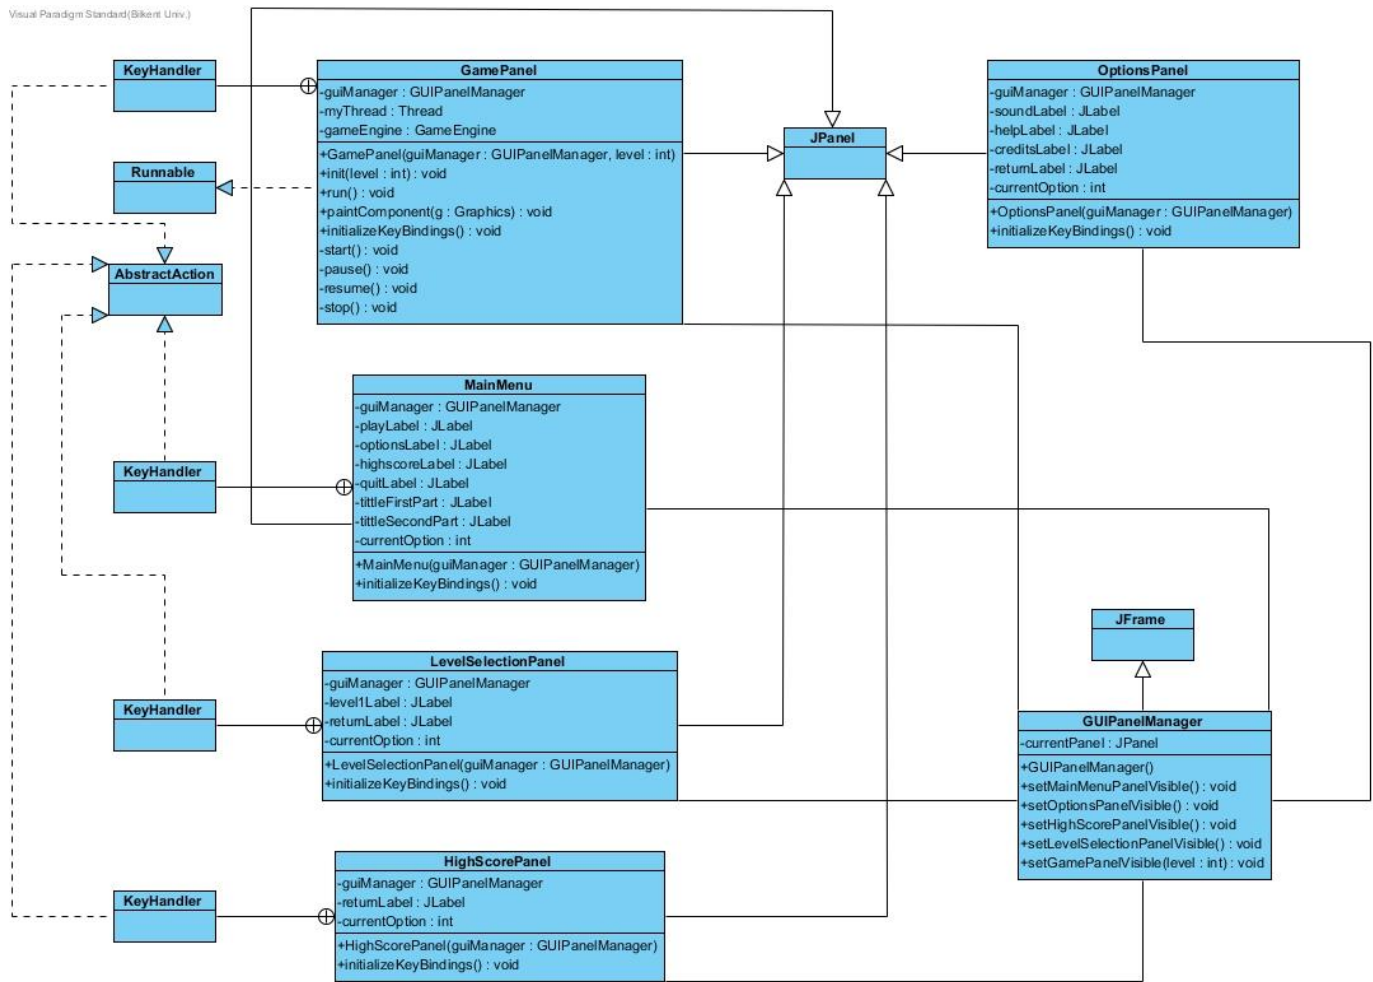 Visual Paradigm Standard(Bilkent Univ.)
KeyHandler
GamePanel
-guiManager : GUIPanelManager
-myThread : Thread
-gameEngine : GameEngine
+GamePanel(guiManager : GUIPanelManager, level : int)
+init(level : int) : void
+run() : void
+paintComponent(g : Graphics) : void
+initializeKeyBindings() : void
-start() : void
-pause() : void
-resume() : void
-stop() : void
JPanel
OptionsPanel
-guiManager : GUIPanelManager
-soundLabel : JLabel
-helpLabel : JLabel
-creditsLabel : JLabel
-returnLabel : JLabel
-currentOption : int
+OptionsPanel(guiManager : GUIPanelManager)
+initializeKeyBindings() : void
Runnable
AbstractAction
KeyHandler
MainMenu
-guiManager : GUIPanelManager
-playLabel : JLabel
-optionsLabel : JLabel
-highscoreLabel : JLabel
-quitLabel : JLabel
-tittleFirstPart : JLabel
-tittleSecondPart : JLabel
-currentOption : int
+MainMenu(guiManager : GUIPanelManager)
+initializeKeyBindings() : void
JFrame
KeyHandler
LevelSelectionPanel
-guiManager : GUIPanelManager
-level1Label : JLabel
-returnLabel : JLabel
-currentOption : int
+LevelSelectionPanel(guiManager : GUIPanelManager)
+initializeKeyBindings() : void
GUIPanelManager
-currentPanel : JPanel
+GUIPanelManager()
+setMainMenuPanelVisible() : void
+setOptionsPanelVisible() : void
+setHighScorePanelVisible() : void
+setLevelSelectionPanelVisible() : void
+setGamePanelVisible(level : int) : void
KeyHandler
HighScorePanel
-guiManager : GUIPanelManager
-returnLabel : JLabel
-currentOption : int
+HighScorePanel(guiManager : GUIPanelManager)
+initializeKeyBindings() : void